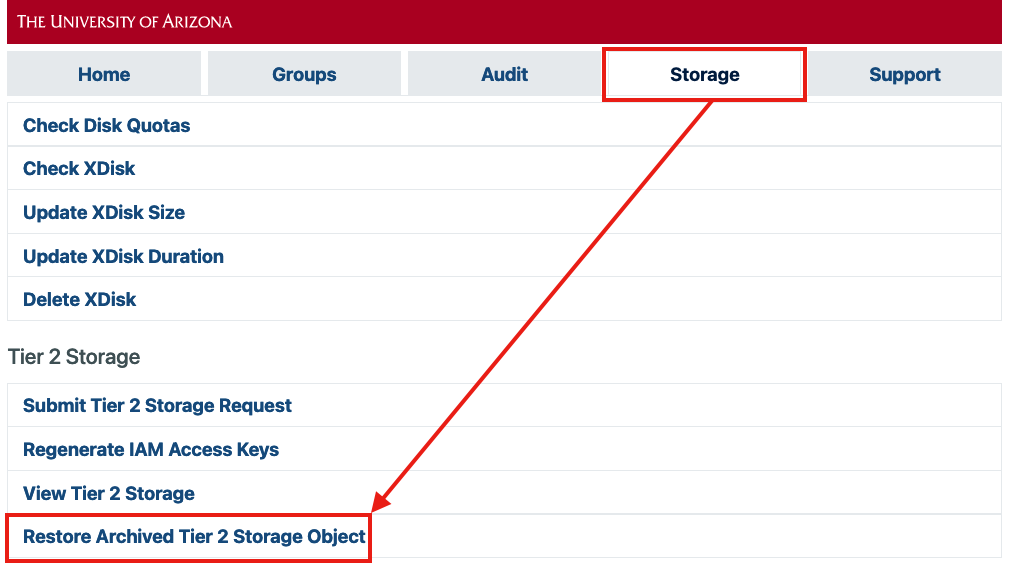 THE UNIVERSITY OF ARIZONA
Home Groups Audit Storage Support
Check Disk Quotas
Check XDisk
Update XDisk Size
Update XDisk Duration
Delete XDisk
Tier 2 Storage
Submit Tier 2 Storage Request
Regenerate IAM Access Keys
View Tier 2 Storage
Restore Archived Tier 2 Storage Object